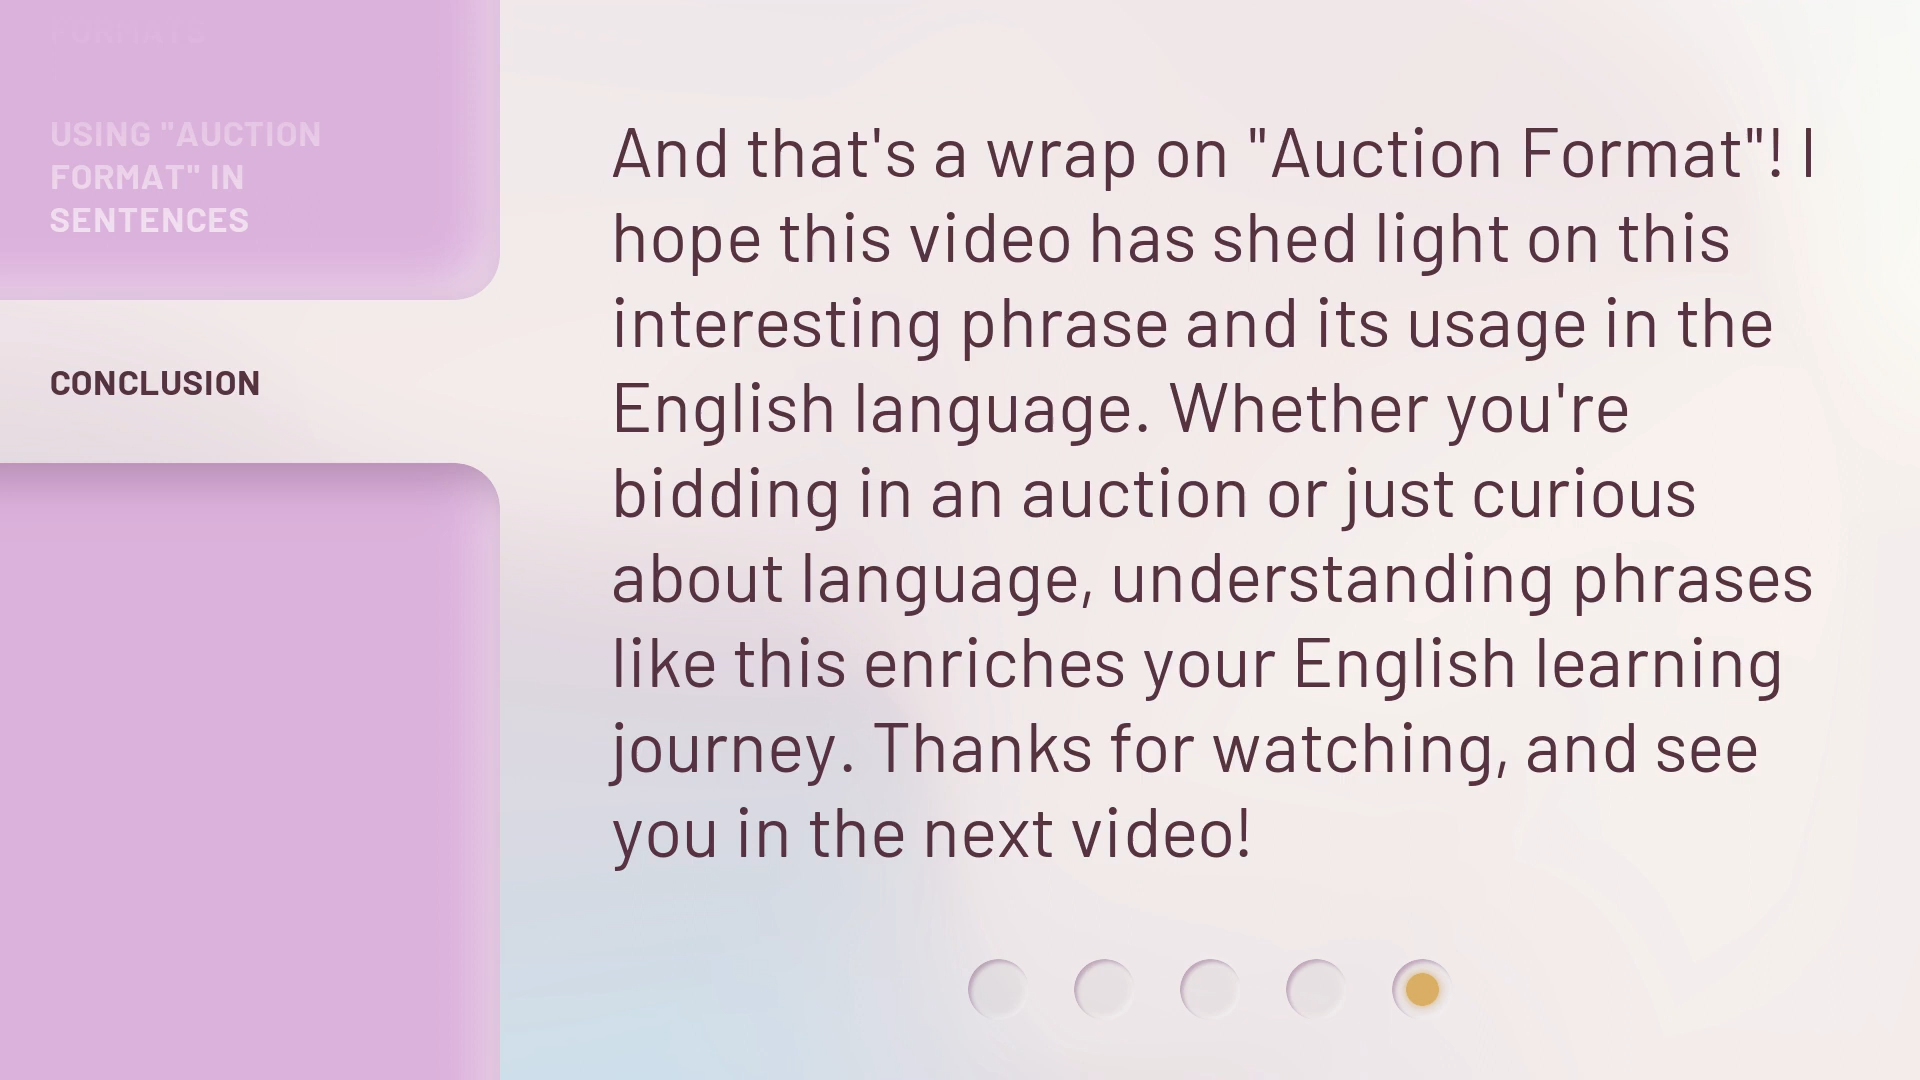 FORMATS
USING "AUCTION
FORMAT" IN
SENTENCES
CONCLUSION
And that's a wrap on "Auction Format"! I
hope this video has shed light on this
interesting phrase and its usage in the
English language. Whether you're
bidding in an auction or just curious
about language, understanding phrases
like this enriches your English learning
journey. Thanks for watching, and see
you in the next video!